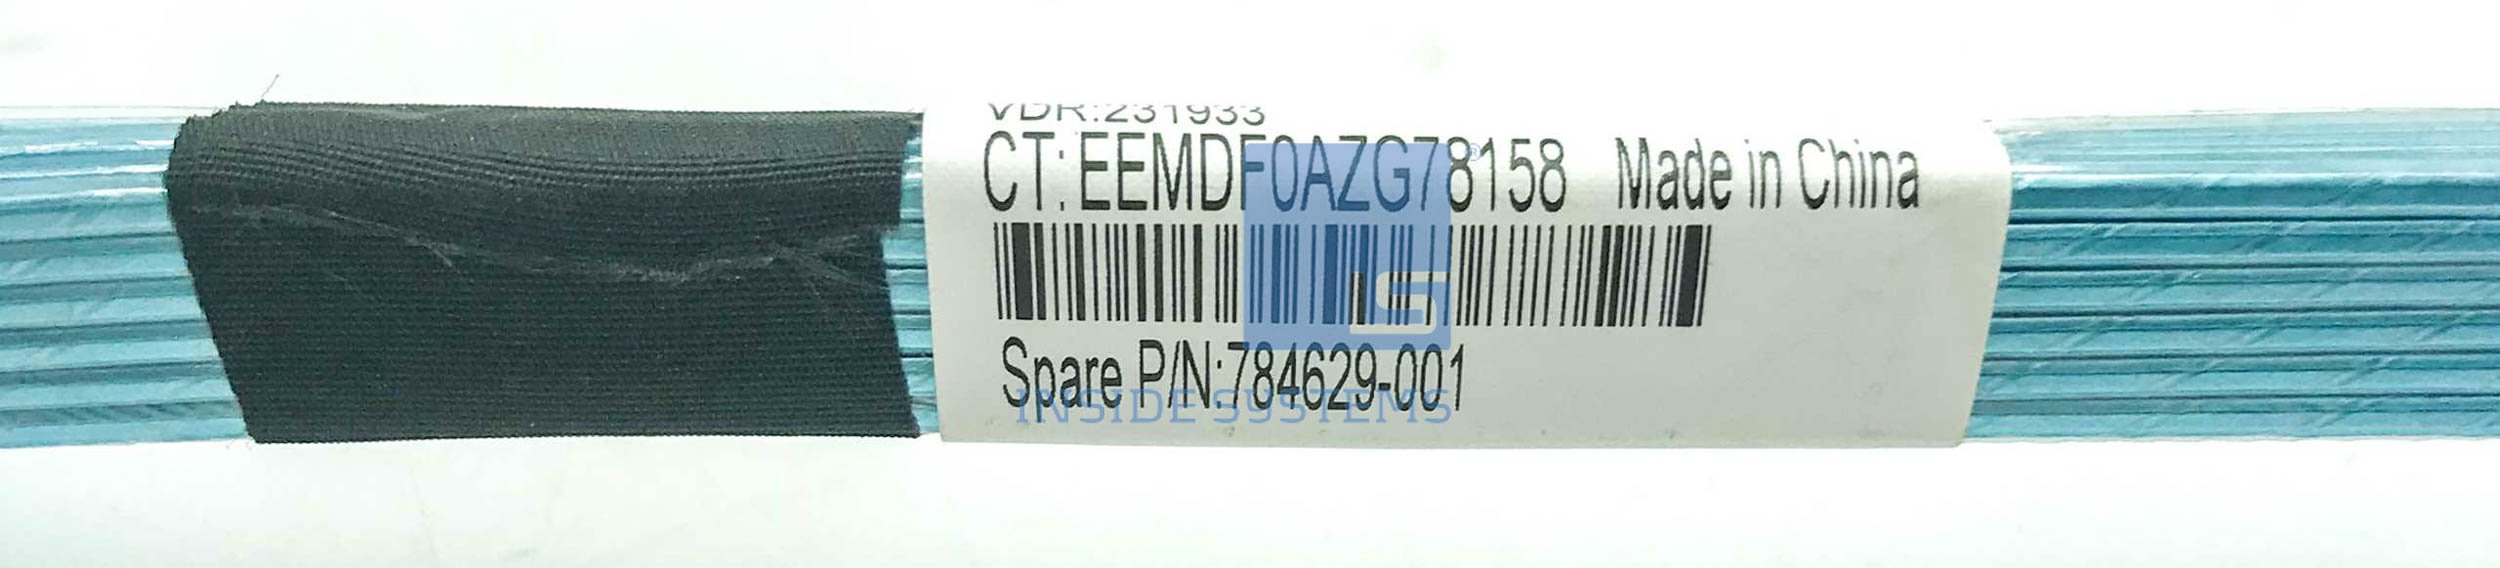 VDR:231933
CT:EEMDF0AZG78158 Made in China
Spare P/N:784629-001
INSIDE SYSTEMS